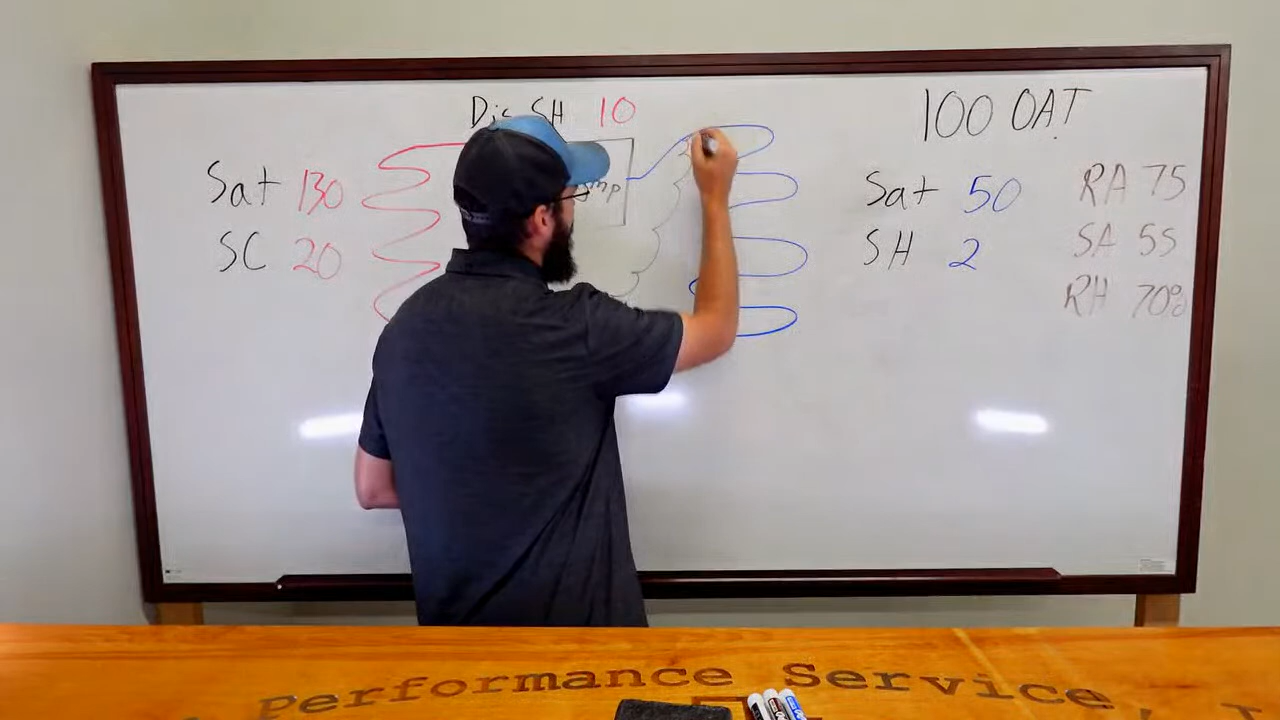 Dis SH 10
100 OAT
Sat 130
SC 20
Sat 50
SH 2
RA 75
SA 55
RH 70%
Performance Service,